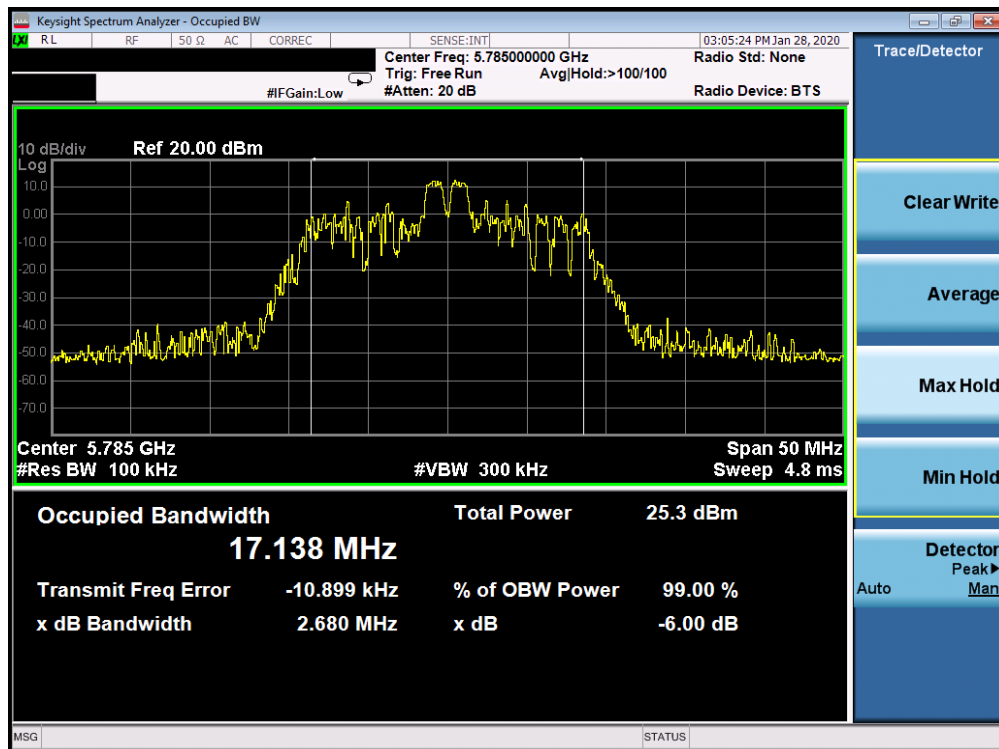 Keysight Spectrum Analyzer - Occupied BW
LXI RL RF 50 Ω AC CORREC SENSE:INT 03:05:24 PM Jan 28, 2020
Center Freq: 5.785000000 GHz Radio Std: None
Trig: Free Run Avg|Hold:>100/100
#IFGain:Low #Atten: 20 dB Radio Device: BTS
10 dB/div Ref 20.00 dBm
Log
10.0
0.00
-10.0
-20.0
-30.0
-40.0
-50.0
-60.0
-70.0
Center 5.785 GHz Span 50 MHz
#Res BW 100 kHz #VBW 300 kHz Sweep 4.8 ms
Occupied Bandwidth Total Power 25.3 dBm
17.138 MHz
Transmit Freq Error -10.899 kHz % of OBW Power 99.00 %
x dB Bandwidth 2.680 MHz x dB -6.00 dB
Trace/Detector
Clear Write
Average
Max Hold
Min Hold
Detector
Peak▶
Auto Man
MSG STATUS